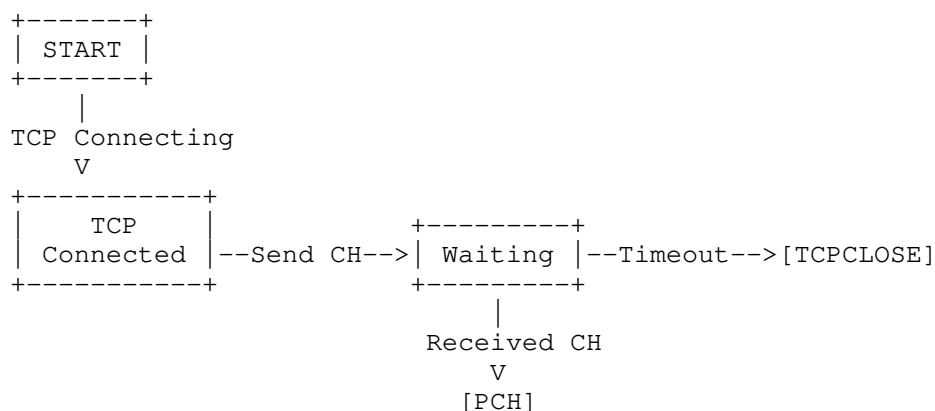 +-------+
| START |
+-------+
|
TCP Connecting
V
+-----------+
| TCP | +---------+
| Connected |--Send CH-->| Waiting |--Timeout-->[TCPCLOSE]
+-----------+ +---------+
|
Received CH
V
[PCH]